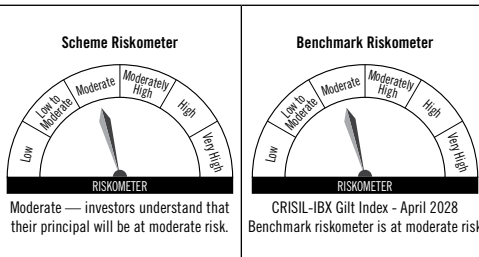 Scheme Riskometer
Low
Low to
Moderate
Moderate
Moderately
High
High
Very High
RISKOMETER
Moderate — investors understand that
their principal will be at moderate risk.
Benchmark Riskometer
Low
Low to
Moderate
Moderate
Moderately
High
High
Very High
RISKOMETER
CRISIL-IBX Gilt Index - April 2028
Benchmark riskometer is at moderate risk